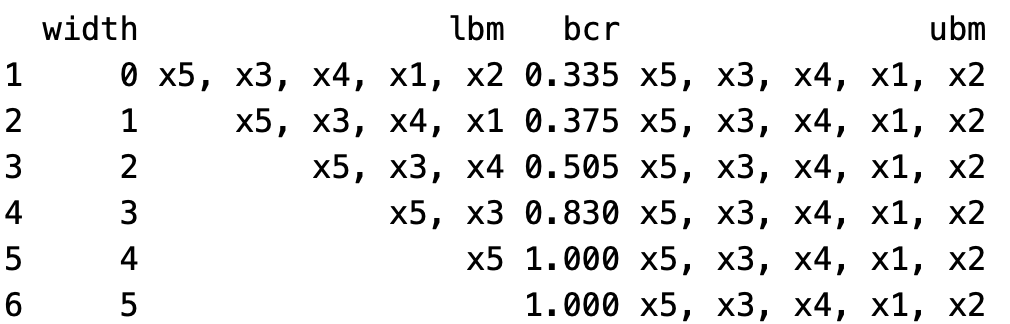 width lbm bcr ubm
1 0 x5, x3, x4, x1, x2 0.335 x5, x3, x4, x1, x2
2 1 x5, x3, x4, x1 0.375 x5, x3, x4, x1, x2
3 2 x5, x3, x4 0.505 x5, x3, x4, x1, x2
4 3 x5, x3 0.830 x5, x3, x4, x1, x2
5 4 x5 1.000 x5, x3, x4, x1, x2
6 5 1.000 x5, x3, x4, x1, x2